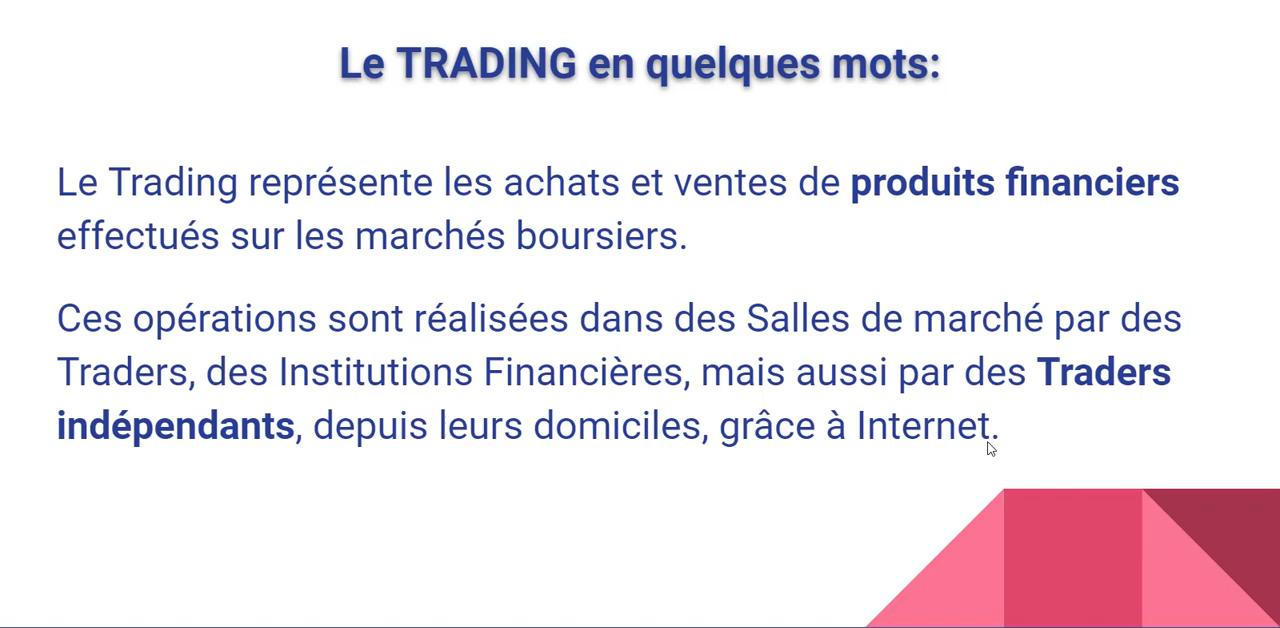 Le TRADING en quelques mots:
Le Trading représente les achats et ventes de produits financiers
effectués sur les marchés boursiers.
Ces opérations sont réalisées dans des Salles de marché par des
Traders, des Institutions Financières, mais aussi par des Traders
indépendants, depuis leurs domiciles, grâce à Internet.